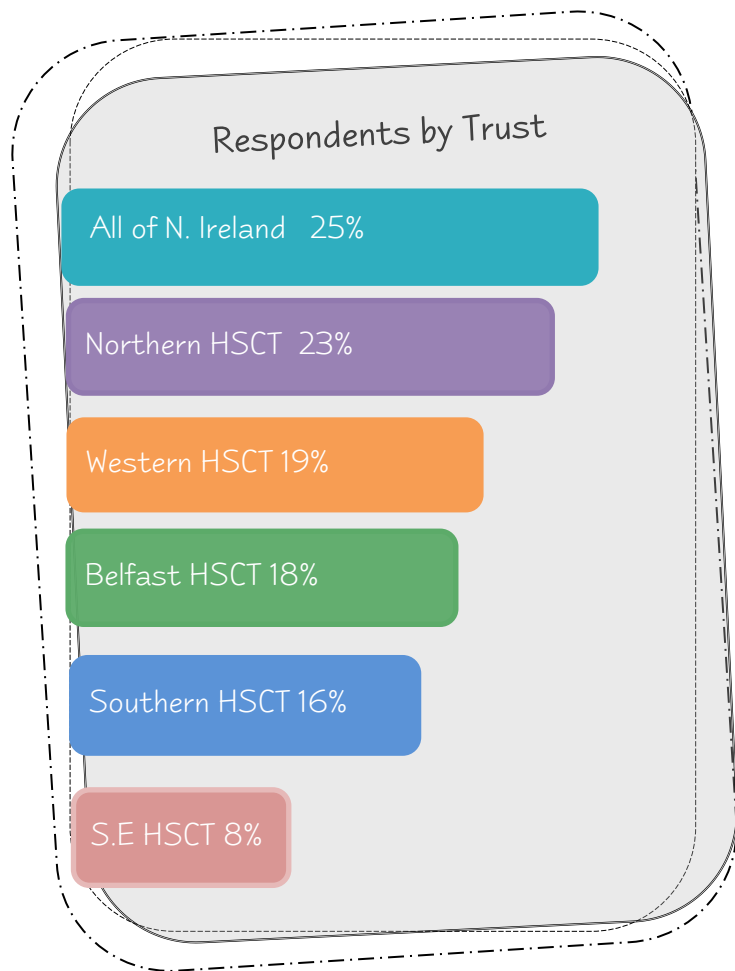 Respondents by Trust
All of N. Ireland 25%
Northern HSCT 23%
Western HSCT 19%
Belfast HSCT 18%
Southern HSCT 16%
S.E HSCT 8%